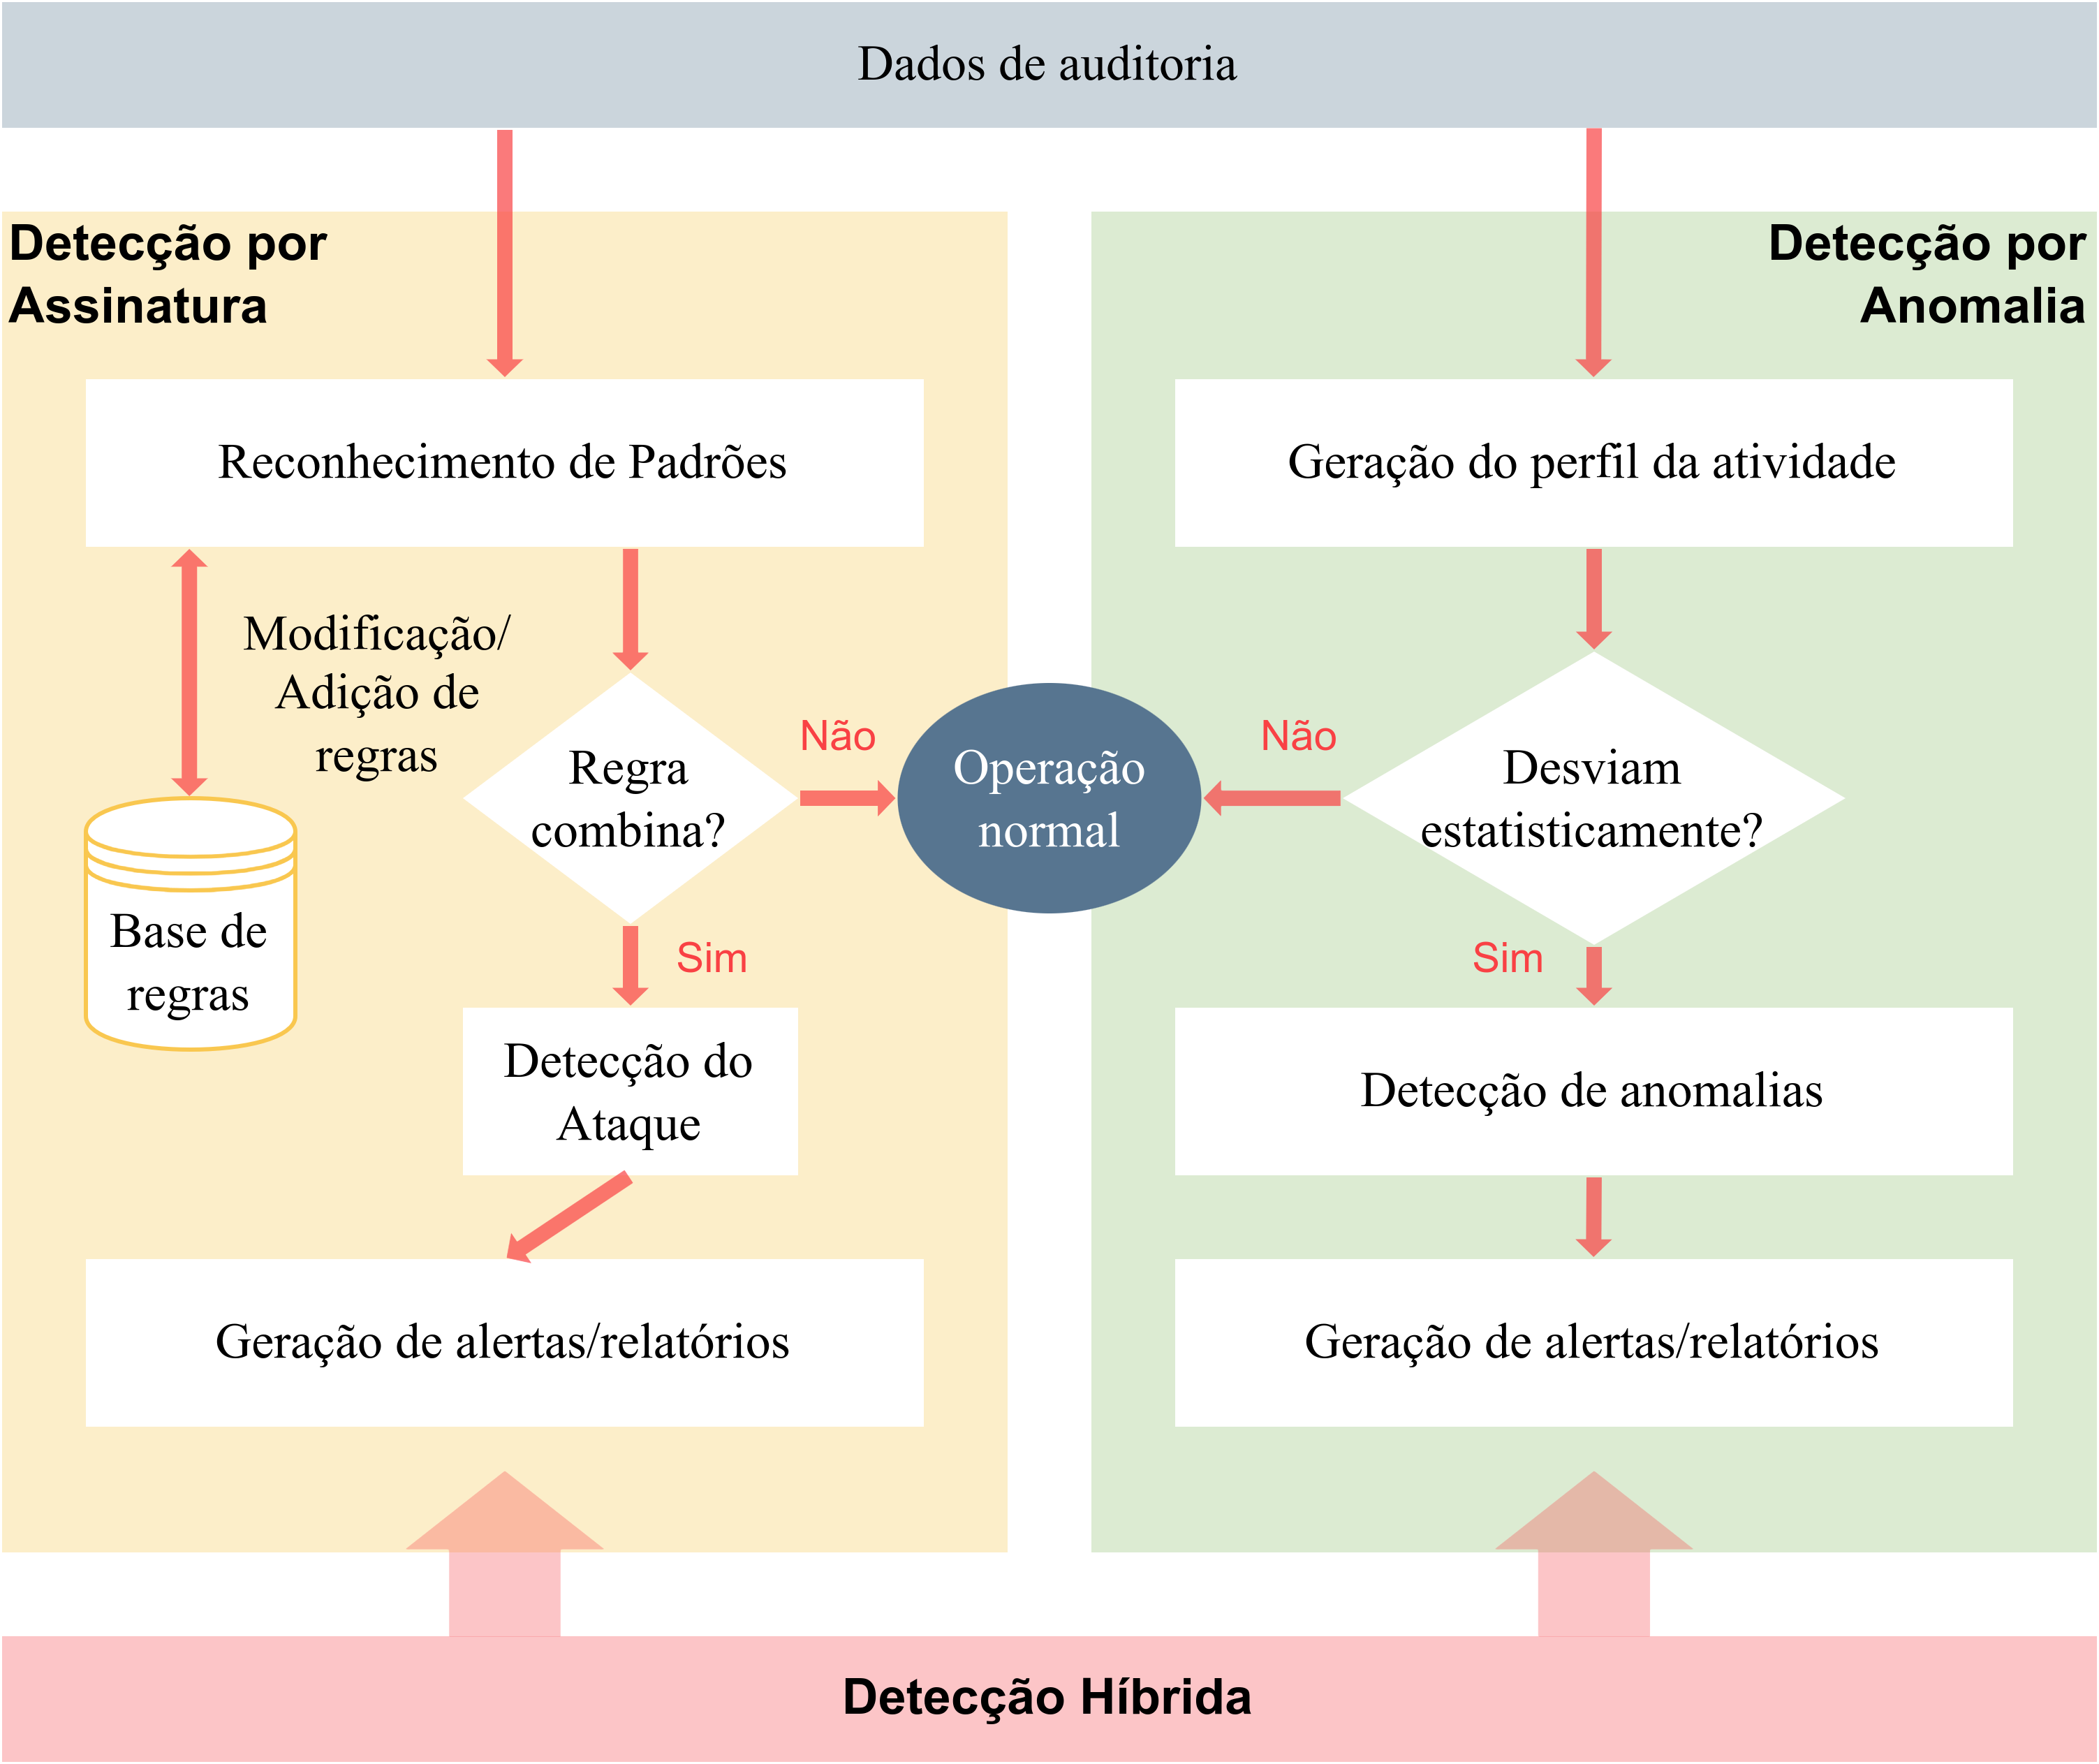 Dados de auditoria
Detecção por
Assinatura
Reconhecimento de Padrões
Modificação/
Adição de
regras
Base de
regras
Regra
combina?
Não
Sim
Detecção do
Ataque
Geração de alertas/relatórios
Operação
normal
Detecção por
Anomalia
Geração do perfil da atividade
Não
Desviam
estatisticamente?
Sim
Detecção de anomalias
Geração de alertas/relatórios
Detecção Híbrida